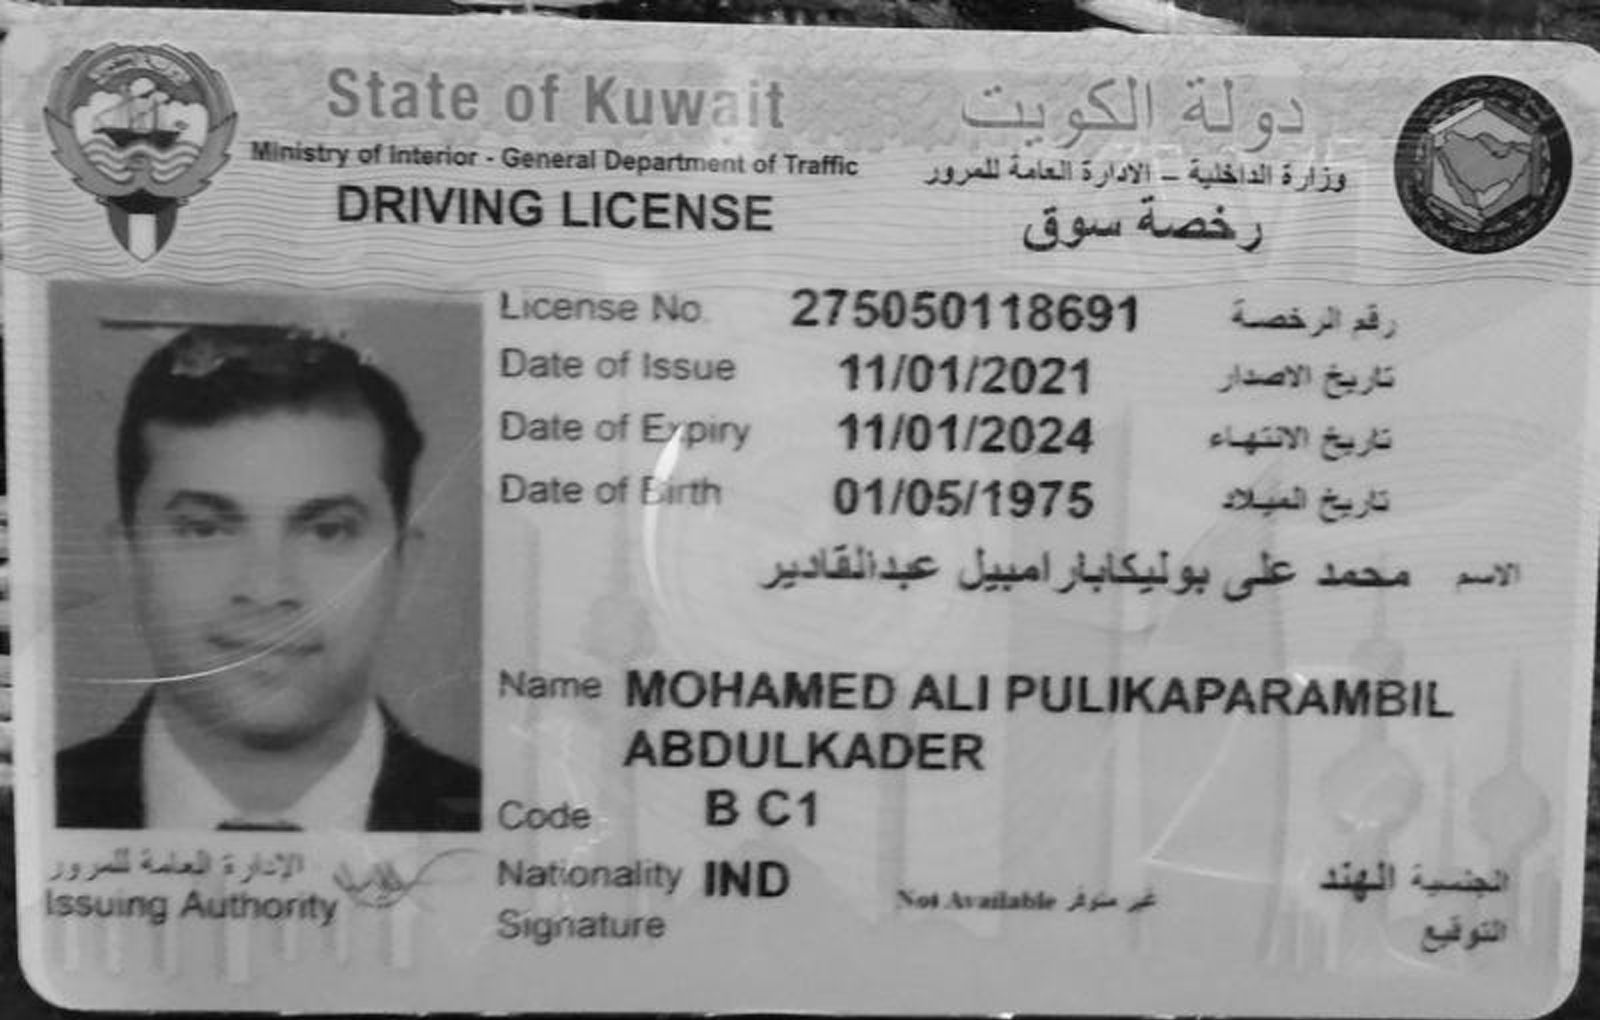 State of Kuwait دولة الكويت
Ministry of Interior - General Department of Traffic وزارة الداخلية – الادارة العامة للمرور
DRIVING LICENSE رخصة سوق
License No. 275050118691 رقم الرخصة
Date of Issue 11/01/2021 تاريخ الاصدار
Date of Expiry 11/01/2024 تاريخ الانتهاء
Date of Birth 01/05/1975 تاريخ الميلاد
الاسم محمد على بوليكابارامبيل عبدالقادير
Name MOHAMED ALI PULIKAPARAMBIL
ABDULKADER
Code B C1
Nationality IND الجنسية الهند
Signature Not Available غير متوفر التوقيع
الإدارة العامة للمرور
Issuing Authority